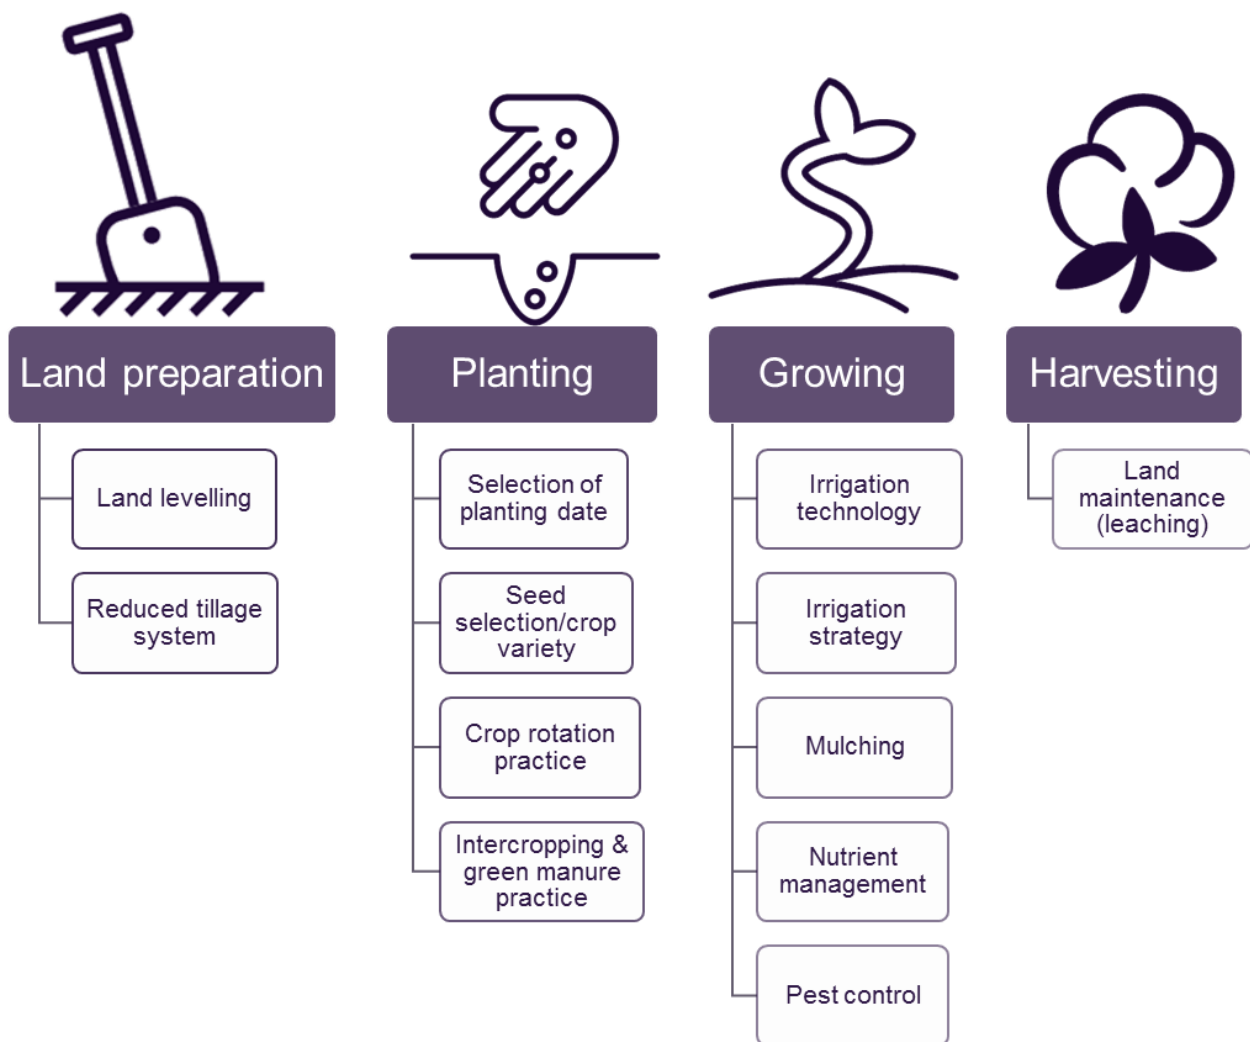 Land preparation
Land levelling
Reduced tillage
system
Planting
Selection of
planting date
Seed
selection/crop
variety
Crop rotation
practice
Intercropping &
green manure
practice
Growing
Irrigation
technology
Irrigation
strategy
Mulching
Nutrient
management
Pest control
Harvesting
Land
maintenance
(leaching)